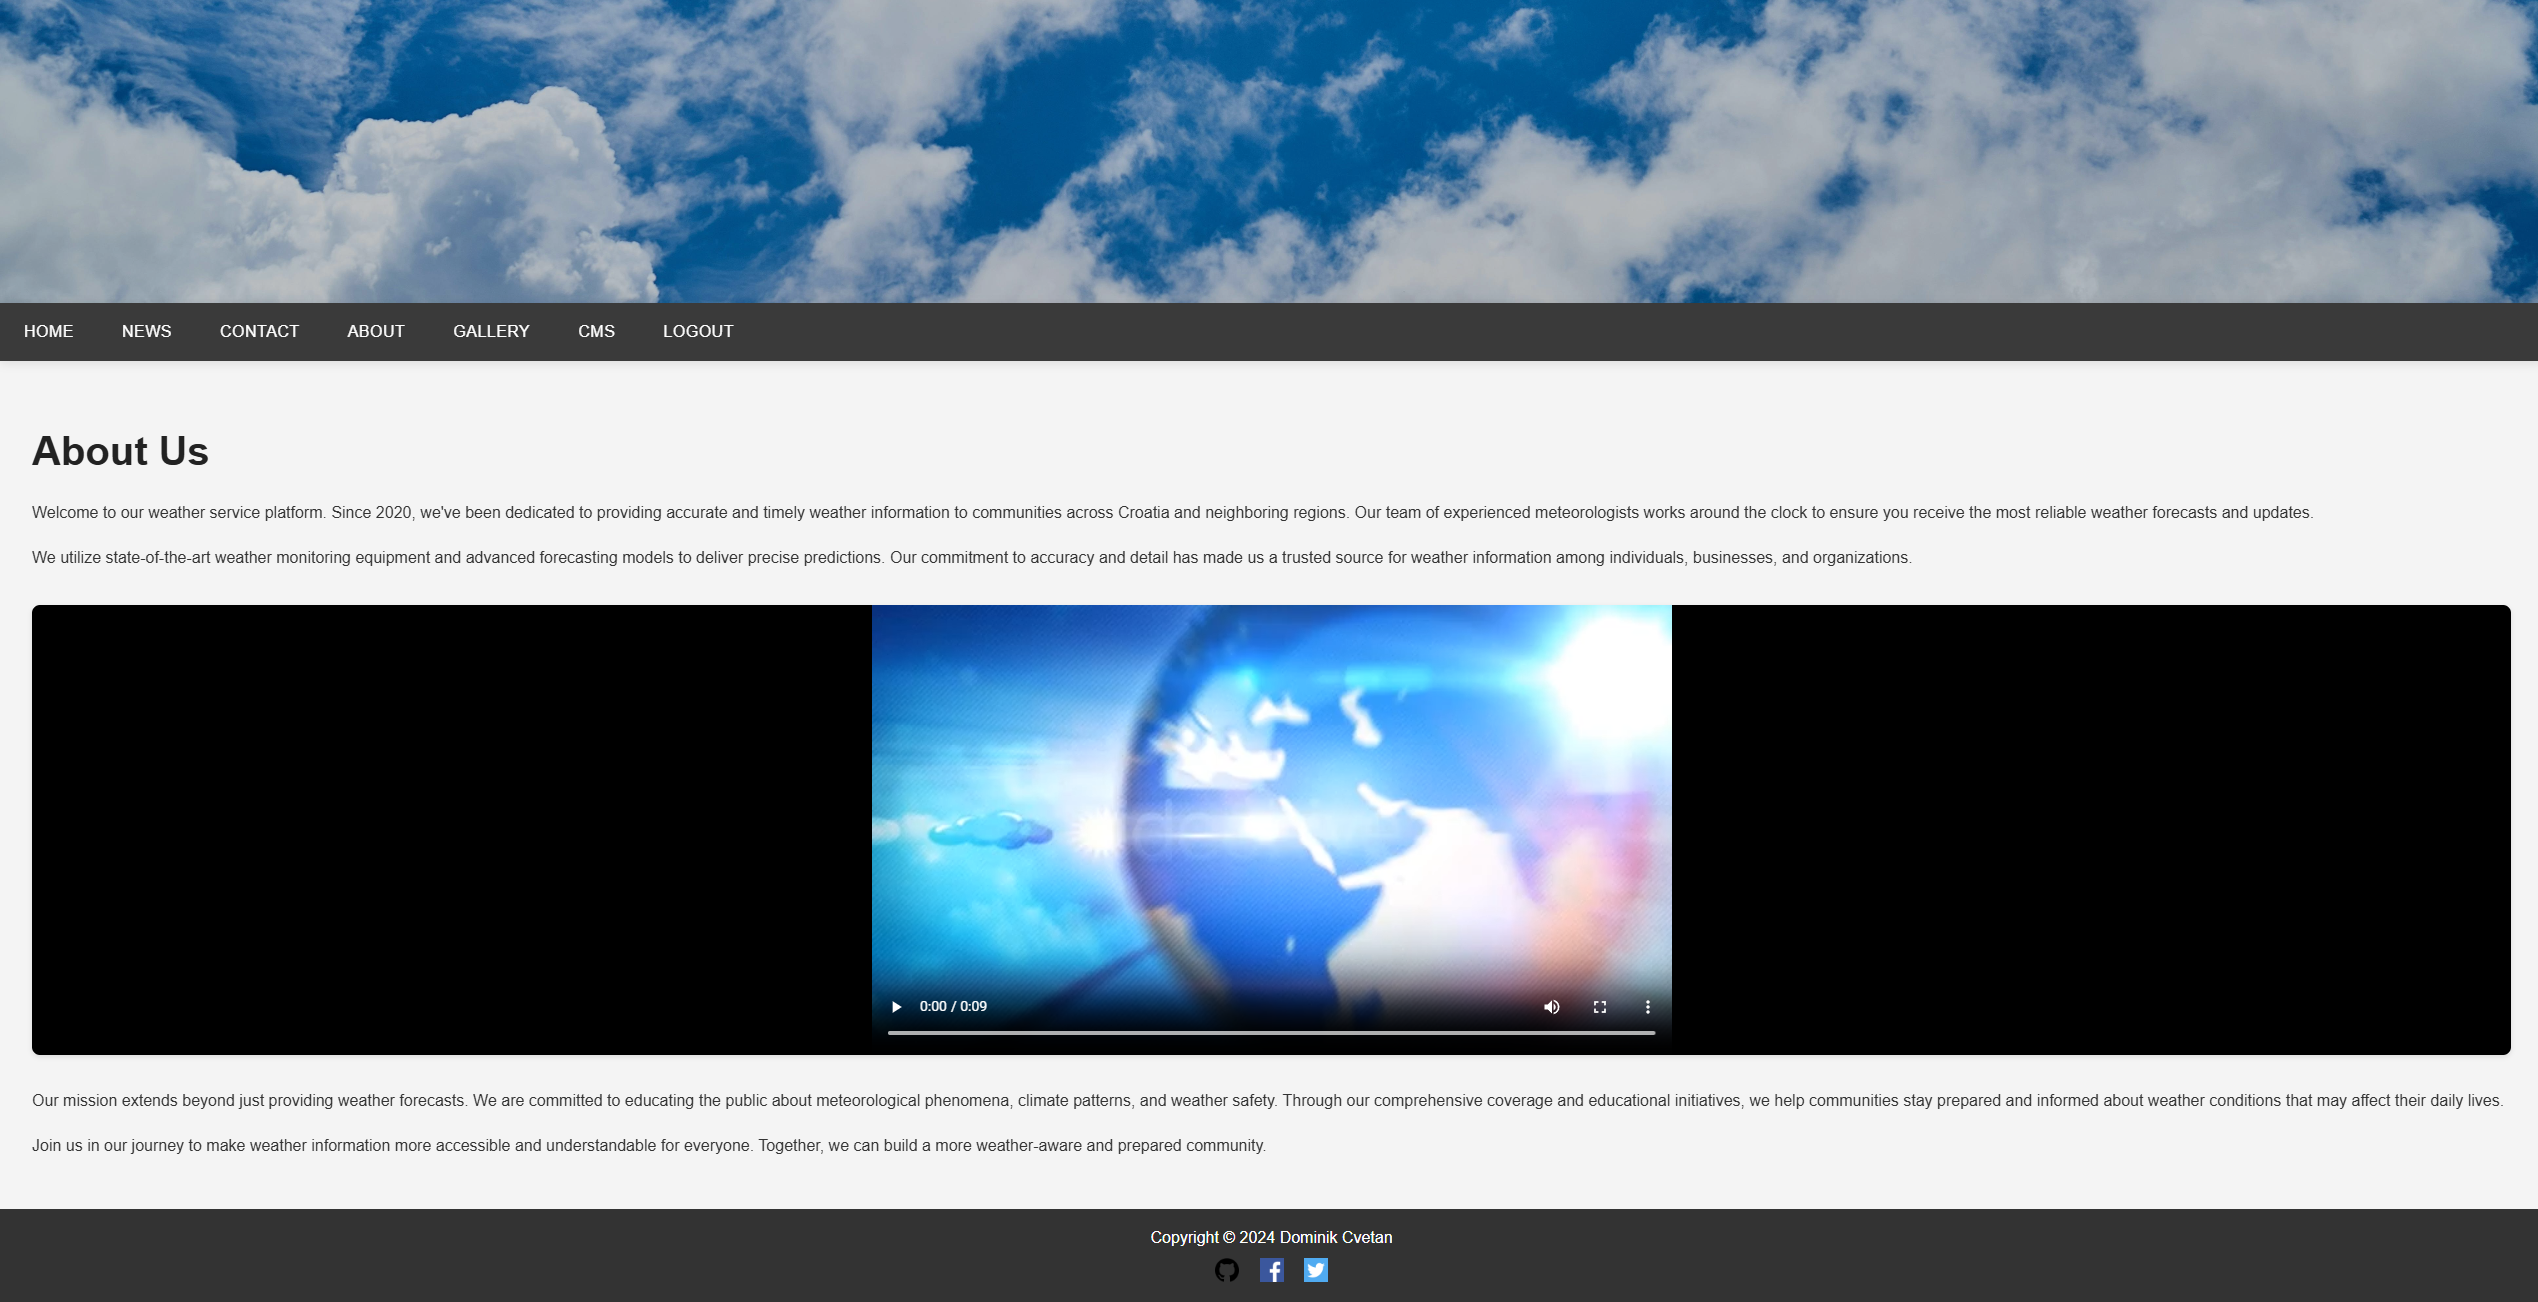 HOME NEWS CONTACT ABOUT GALLERY CMS LOGOUT
About Us
Welcome to our weather service platform. Since 2020, we've been dedicated to providing accurate and timely weather information to communities across Croatia and neighboring regions. Our team of experienced meteorologists works around the clock to ensure you receive the most reliable weather forecasts and updates.
We utilize state-of-the-art weather monitoring equipment and advanced forecasting models to deliver precise predictions. Our commitment to accuracy and detail has made us a trusted source for weather information among individuals, businesses, and organizations.
0:00 / 0:09
Our mission extends beyond just providing weather forecasts. We are committed to educating the public about meteorological phenomena, climate patterns, and weather safety. Through our comprehensive coverage and educational initiatives, we help communities stay prepared and informed about weather conditions that may affect their daily lives.
Join us in our journey to make weather information more accessible and understandable for everyone. Together, we can build a more weather-aware and prepared community.
Copyright © 2024 Dominik Cvetan